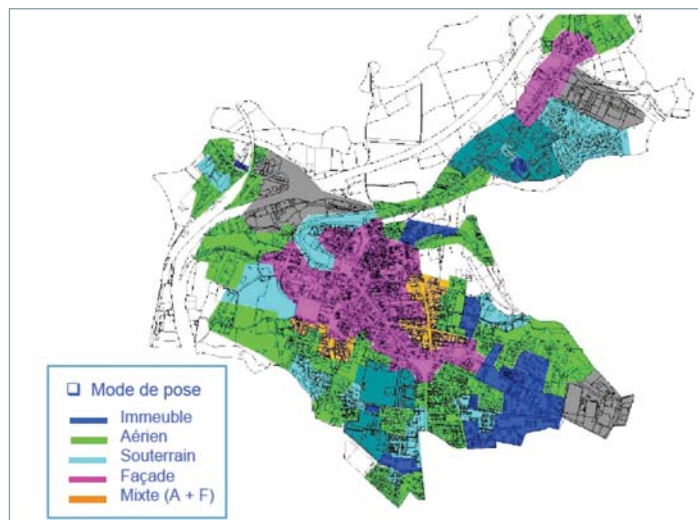 ❑ Mode de pose
Immeuble
Aérien
Souterrain
Façade
Mixte (A + F)